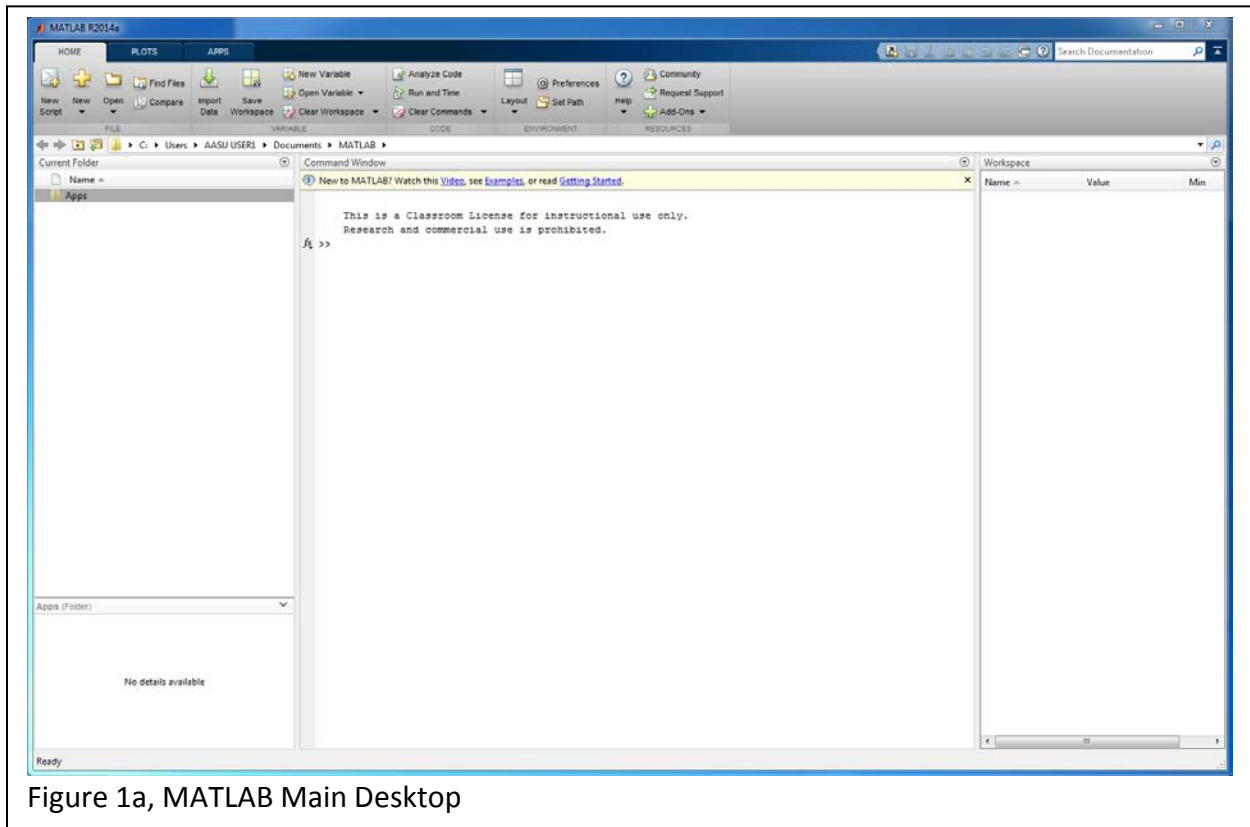 MATLAB R2014a
HOME PLOTS APPS Search Documentation
New Script New Open Find Files Compare Import Data Save Workspace New Variable Open Variable Clear Workspace Analyze Code Run and Time Clear Commands Layout Preferences Set Path Help Community Request Support Add-Ons
FILE VARIABLE CODE ENVIRONMENT RESOURCES
C: Users AASU USER1 Documents MATLAB
Current Folder
Name
Apps
Command Window
New to MATLAB? Watch this Video, see Examples, or read Getting Started.
This is a Classroom License for instructional use only.
Research and commercial use is prohibited.
fx >>
Workspace
Name Value Min
Apps (Folder)
No details available
Ready
Figure 1a, MATLAB Main Desktop